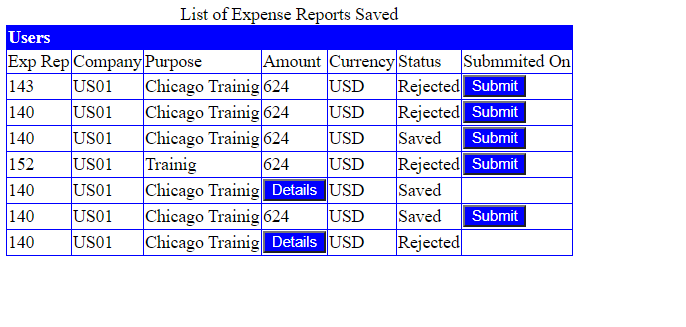 List of Expense Reports Saved
Users
Exp Rep Company Purpose Amount Currency Status Submmited On
143 US01 Chicago Trainig 624 USD Rejected Submit
140 US01 Chicago Trainig 624 USD Rejected Submit
140 US01 Chicago Trainig 624 USD Saved Submit
152 US01 Trainig 624 USD Rejected Submit
140 US01 Chicago Trainig Details USD Saved
140 US01 Chicago Trainig 624 USD Saved Submit
140 US01 Chicago Trainig Details USD Rejected